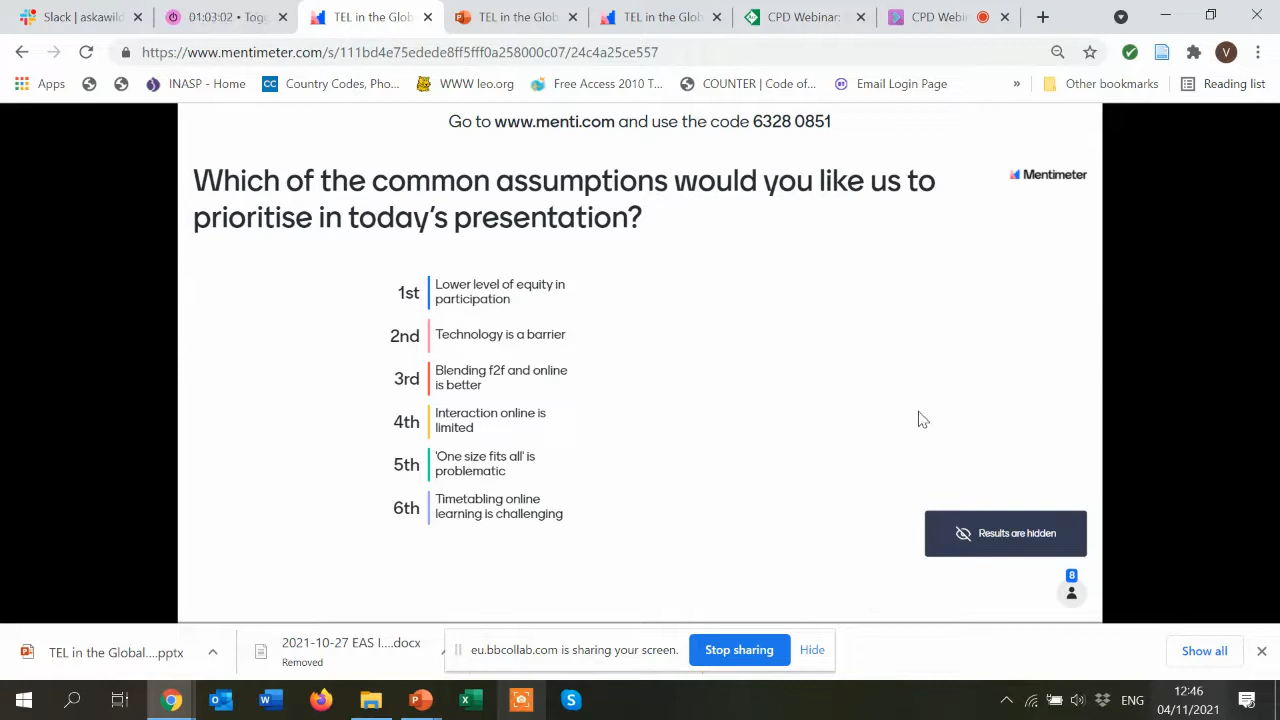 Slack | askawild
01:03:02 • Togg
TEL in the Glob
TEL in the Glob
TEL in the Glob
CPD Webinar:
CPD Webin
https://www.mentimeter.com/s/111bd4e75edede8ff5fff0a258000c07/24c4a25ce557
V
Apps
INASP - Home
CC
Country Codes, Pho...
WWW leo.org
Free Access 2010 T...
COUNTER | Code of...
BT
Email Login Page
»
Other bookmarks
Reading list
Go to www.menti.com and use the code 6328 0851
Which of the common assumptions would you like us to
prioritise in today's presentation?
Mentimeter
1st
Lower level of equity in
participation
2nd
Technology is a barrier
3rd
Blending f2f and online
is better
4th
Interaction online is
limited
5th
'One size fits all' is
problematic
6th
Timetabling online
learning is challenging
Results are hidden
8
TEL in the Global....pptx
2021-10-27 EAS I....docx
Removed
eu.bbcollab.com is sharing your screen.
Stop sharing
Hide
Show all
ENG
12:46
04/11/2021